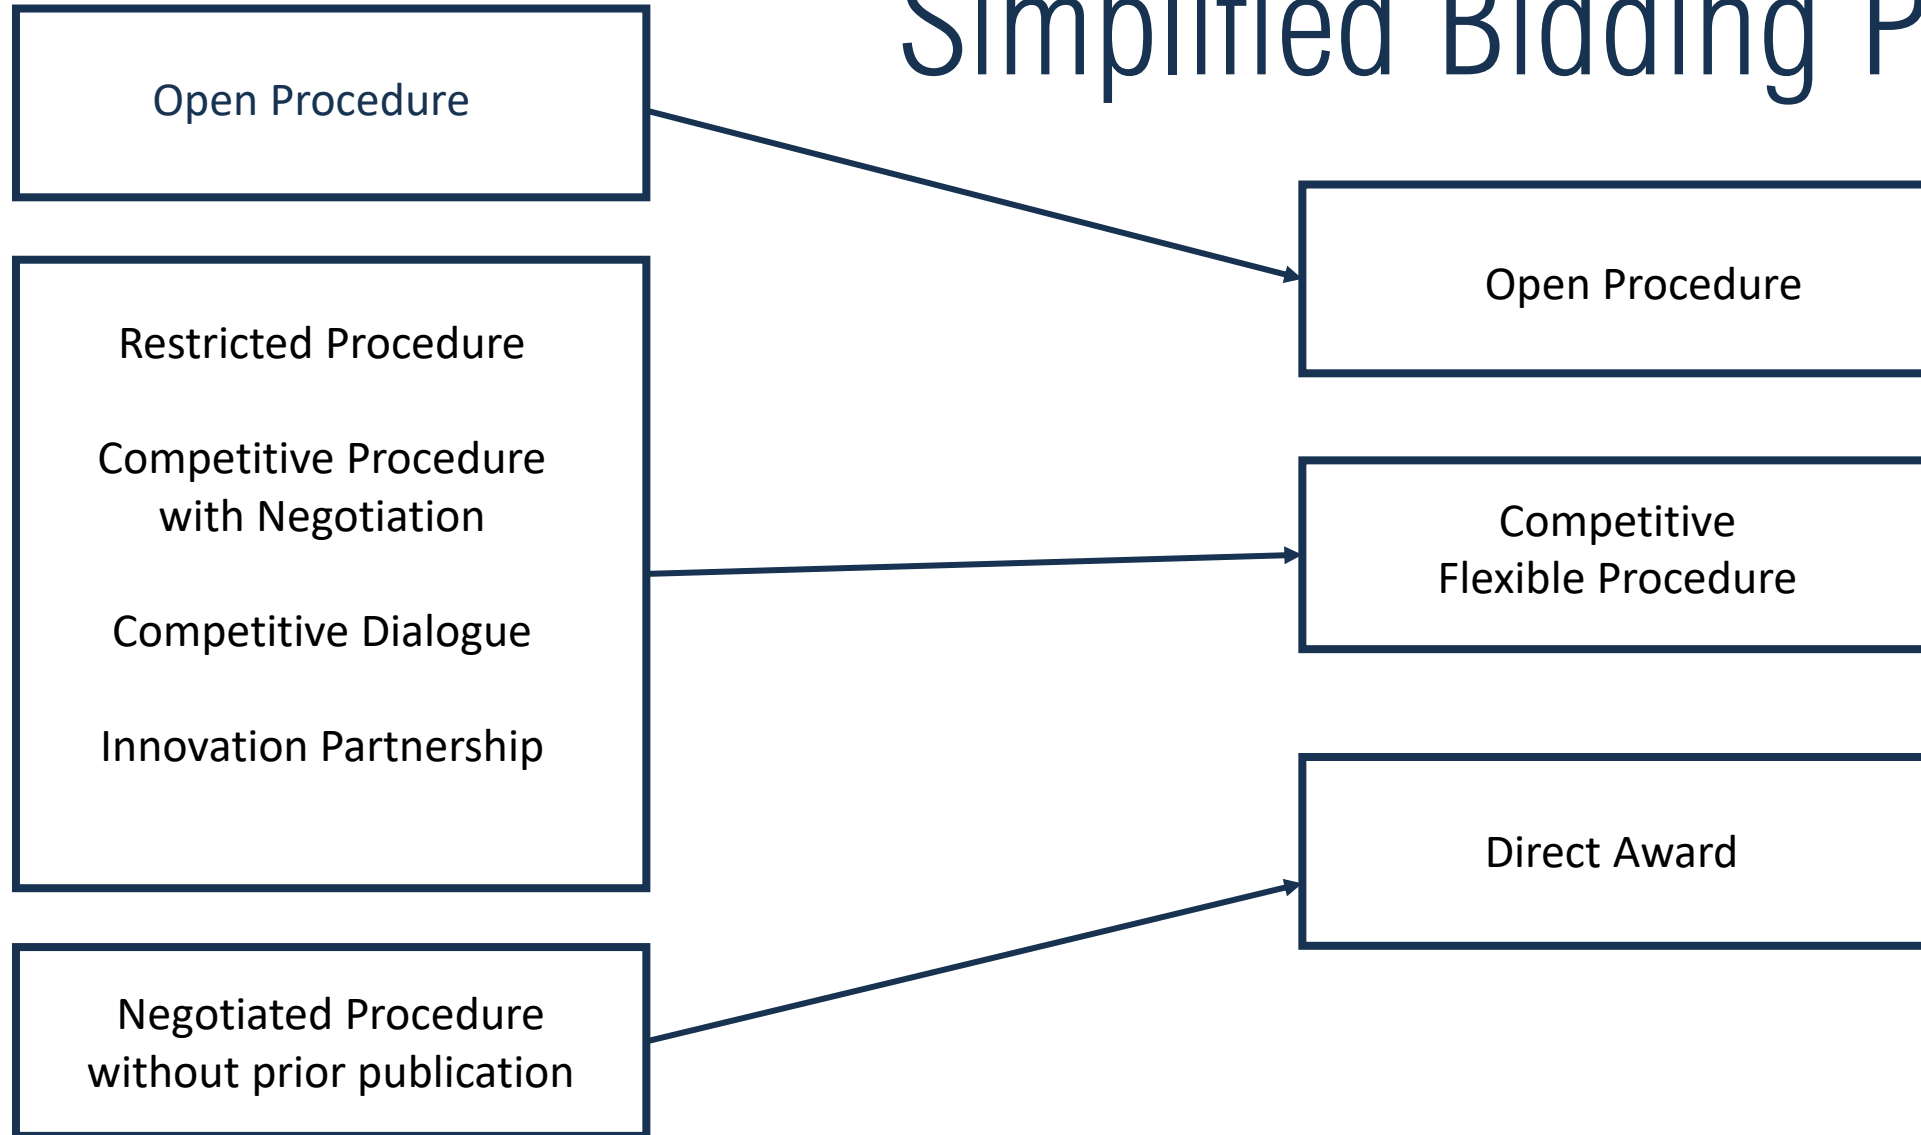 Simplified Bidding P
Open Procedure
Restricted Procedure
Competitive Procedure
with Negotiation
Competitive Dialogue
Innovation Partnership
Negotiated Procedure
without prior publication
Open Procedure
Competitive
Flexible Procedure
Direct Award